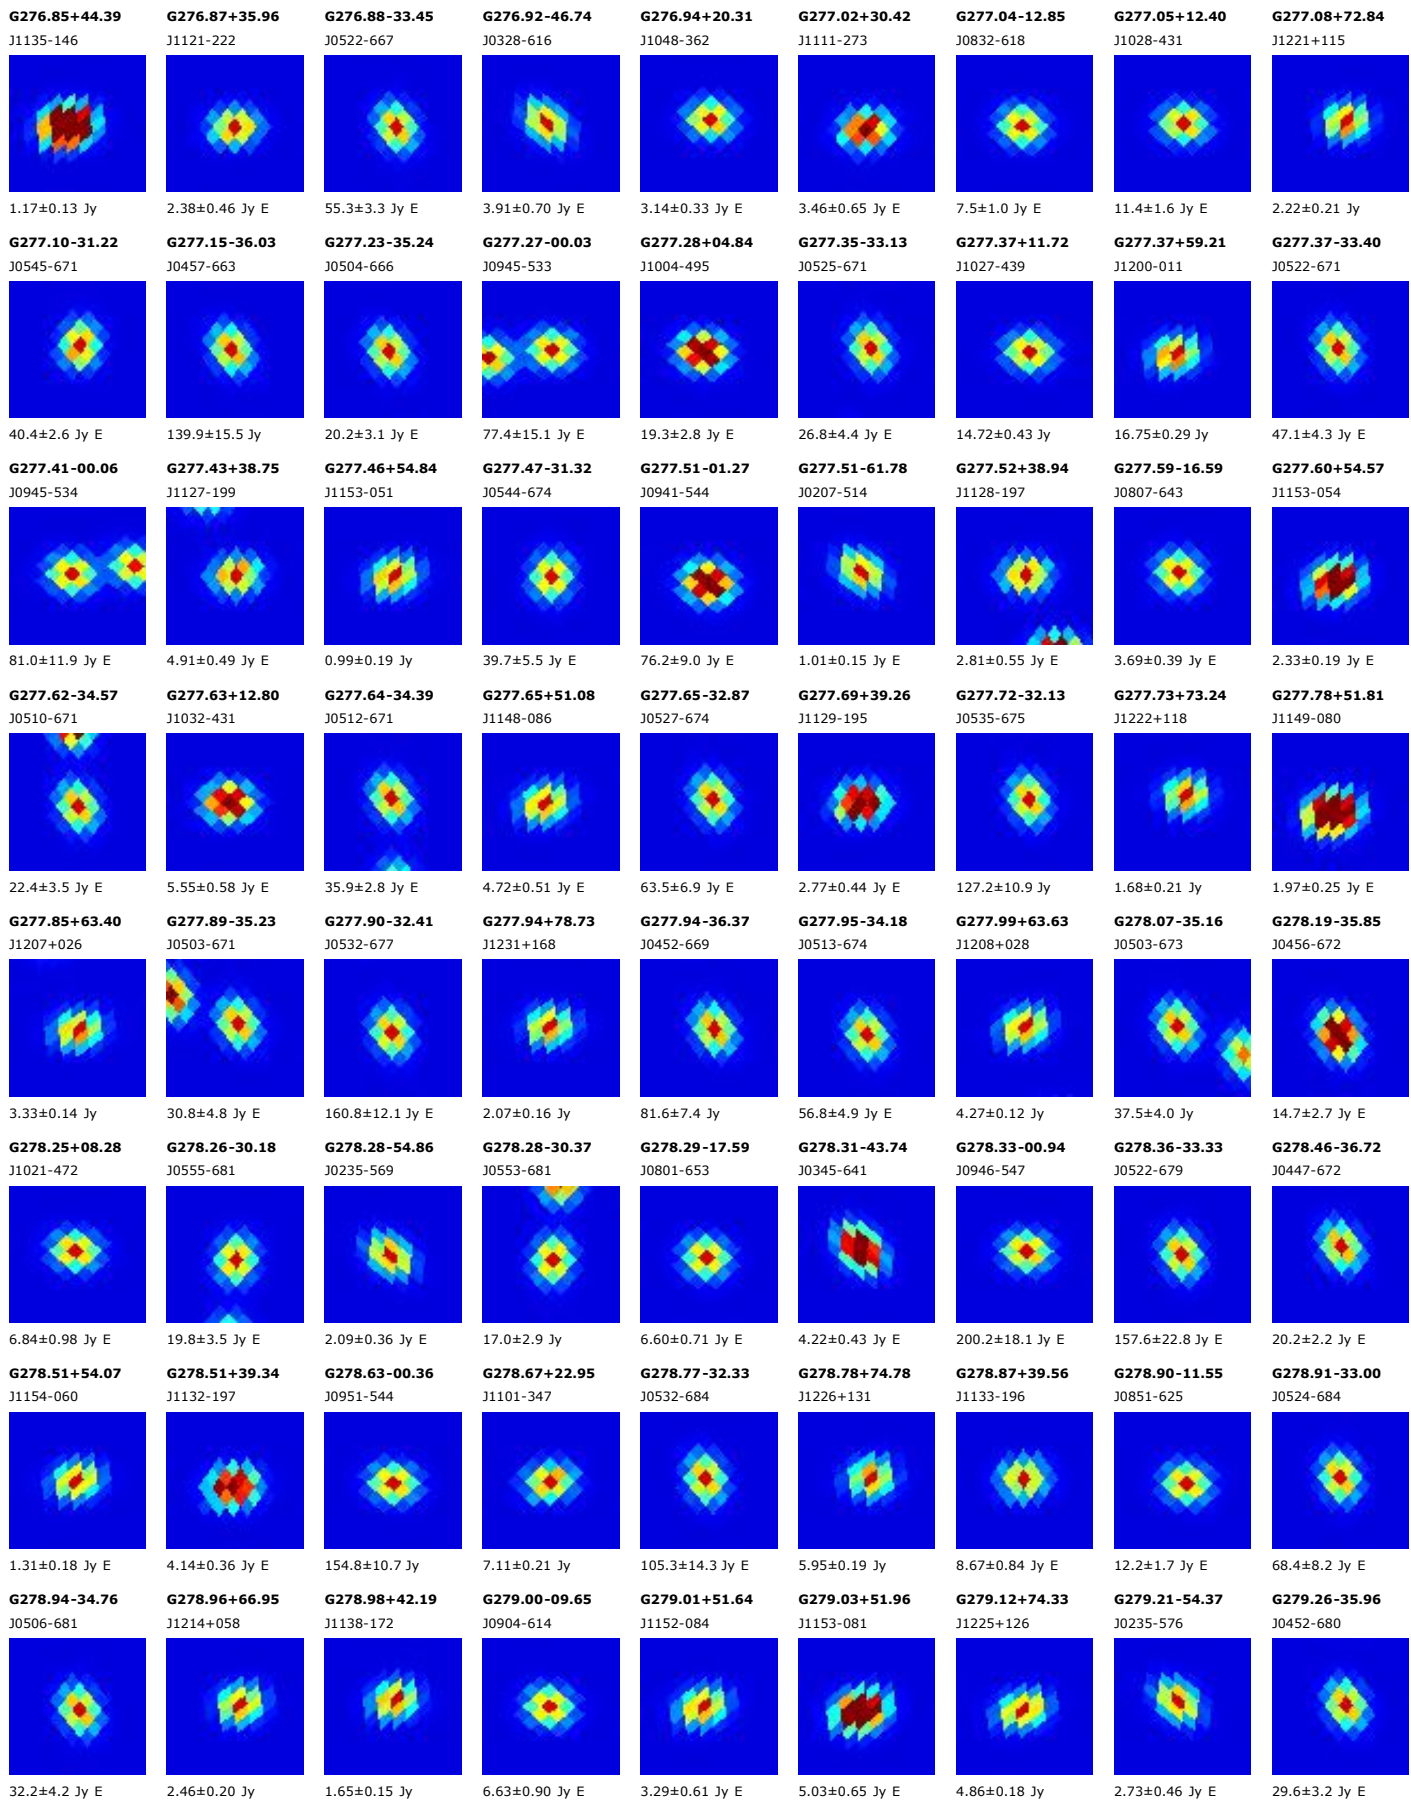 G276.85+44.39 G276.87+35.96 G276.88-33.45 G276.92-46.74 G276.94+20.31 G277.02+30.42 G277.04-12.85 G277.05+12.40 G277.08+72.84
J1135-146 J1121-222 J0522-667 J0328-616 J1048-362 J1111-273 J0832-618 J1028-431 J1221+115
1.17±0.13 Jy 2.38±0.46 Jy E 55.3±3.3 Jy E 3.91±0.70 Jy E 3.14±0.33 Jy E 3.46±0.65 Jy E 7.5±1.0 Jy E 11.4±1.6 Jy E 2.22±0.21 Jy
G277.10-31.22 G277.15-36.03 G277.23-35.24 G277.27-00.03 G277.28+04.84 G277.35-33.13 G277.37+11.72 G277.37+59.21 G277.37-33.40
J0545-671 J0457-663 J0504-666 J0945-533 J1004-495 J0525-671 J1027-439 J1200-011 J0522-671
40.4±2.6 Jy E 139.9±15.5 Jy 20.2±3.1 Jy E 77.4±15.1 Jy E 19.3±2.8 Jy E 26.8±4.4 Jy E 14.72±0.43 Jy 16.75±0.29 Jy 47.1±4.3 Jy E
G277.41-00.06 G277.43+38.75 G277.46+54.84 G277.47-31.32 G277.51-01.27 G277.51-61.78 G277.52+38.94 G277.59-16.59 G277.60+54.57
J0945-534 J1127-199 J1153-051 J0544-674 J0941-544 J0207-514 J1128-197 J0807-643 J1153-054
81.0±11.9 Jy E 4.91±0.49 Jy E 0.99±0.19 Jy 39.7±5.5 Jy E 76.2±9.0 Jy E 1.01±0.15 Jy E 2.81±0.55 Jy E 3.69±0.39 Jy E 2.33±0.19 Jy E
G277.62-34.57 G277.63+12.80 G277.64-34.39 G277.65+51.08 G277.65-32.87 G277.69+39.26 G277.72-32.13 G277.73+73.24 G277.78+51.81
J0510-671 J1032-431 J0512-671 J1148-086 J0527-674 J1129-195 J0535-675 J1222+118 J1149-080
22.4±3.5 Jy E 5.55±0.58 Jy E 35.9±2.8 Jy E 4.72±0.51 Jy E 63.5±6.9 Jy E 2.77±0.44 Jy E 127.2±10.9 Jy 1.68±0.21 Jy 1.97±0.25 Jy E
G277.85+63.40 G277.89-35.23 G277.90-32.41 G277.94+78.73 G277.94-36.37 G277.95-34.18 G277.99+63.63 G278.07-35.16 G278.19-35.85
J1207+026 J0503-671 J0532-677 J1231+168 J0452-669 J0513-674 J1208+028 J0503-673 J0456-672
3.33±0.14 Jy 30.8±4.8 Jy E 160.8±12.1 Jy E 2.07±0.16 Jy 81.6±7.4 Jy 56.8±4.9 Jy E 4.27±0.12 Jy 37.5±4.0 Jy 14.7±2.7 Jy E
G278.25+08.28 G278.26-30.18 G278.28-54.86 G278.28-30.37 G278.29-17.59 G278.31-43.74 G278.33-00.94 G278.36-33.33 G278.46-36.72
J1021-472 J0555-681 J0235-569 J0553-681 J0801-653 J0345-641 J0946-547 J0522-679 J0447-672
6.84±0.98 Jy E 19.8±3.5 Jy E 2.09±0.36 Jy E 17.0±2.9 Jy 6.60±0.71 Jy E 4.22±0.43 Jy E 200.2±18.1 Jy E 157.6±22.8 Jy E 20.2±2.2 Jy E
G278.51+54.07 G278.51+39.34 G278.63-00.36 G278.67+22.95 G278.77-32.33 G278.78+74.78 G278.87+39.56 G278.90-11.55 G278.91-33.00
J1154-060 J1132-197 J0951-544 J1101-347 J0532-684 J1226+131 J1133-196 J0851-625 J0524-684
1.31±0.18 Jy E 4.14±0.36 Jy E 154.8±10.7 Jy 7.11±0.21 Jy 105.3±14.3 Jy E 5.95±0.19 Jy 8.67±0.84 Jy E 12.2±1.7 Jy E 68.4±8.2 Jy E
G278.94-34.76 G278.96+66.95 G278.98+42.19 G279.00-09.65 G279.01+51.64 G279.03+51.96 G279.12+74.33 G279.21-54.37 G279.26-35.96
J0506-681 J1214+058 J1138-172 J0904-614 J1152-084 J1153-081 J1225+126 J0235-576 J0452-680
32.2±4.2 Jy E 2.46±0.20 Jy 1.65±0.15 Jy 6.63±0.90 Jy E 3.29±0.61 Jy E 5.03±0.65 Jy E 4.86±0.18 Jy 2.73±0.46 Jy E 29.6±3.2 Jy E